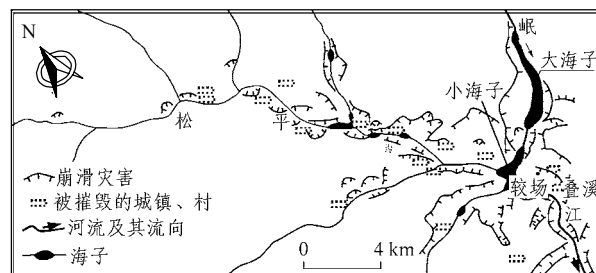 N
岷
大海子
小海子
松
平
沟
较场
叠溪
江
崩滑灾害
被摧毁的城镇、村
河流及其流向
海子
0 4 km